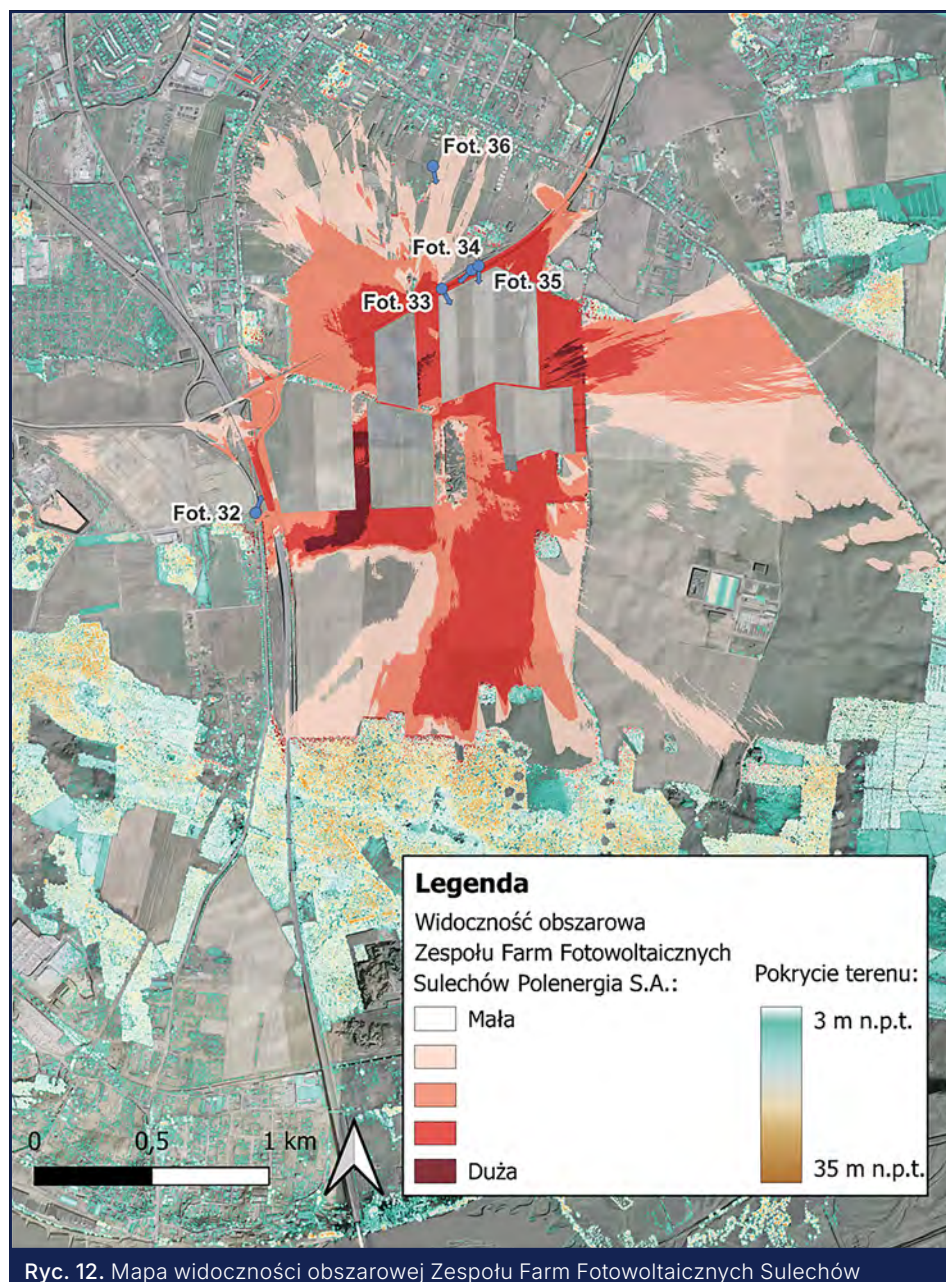 Fot. 36
Fot. 34
Fot. 35
Fot. 33
Fot. 32
Legenda
Widoczność obszarowa
Zespołu Farm Fotowoltaicznych
Sulechów Polenergia S.A.:
Mała
Duża
Pokrycie terenu:
3 m n.p.t.
35 m n.p.t.
0 0,5 1 km
Ryc. 12. Mapa widoczności obszarowej Zespołu Farm Fotowoltaicznych Sulechów